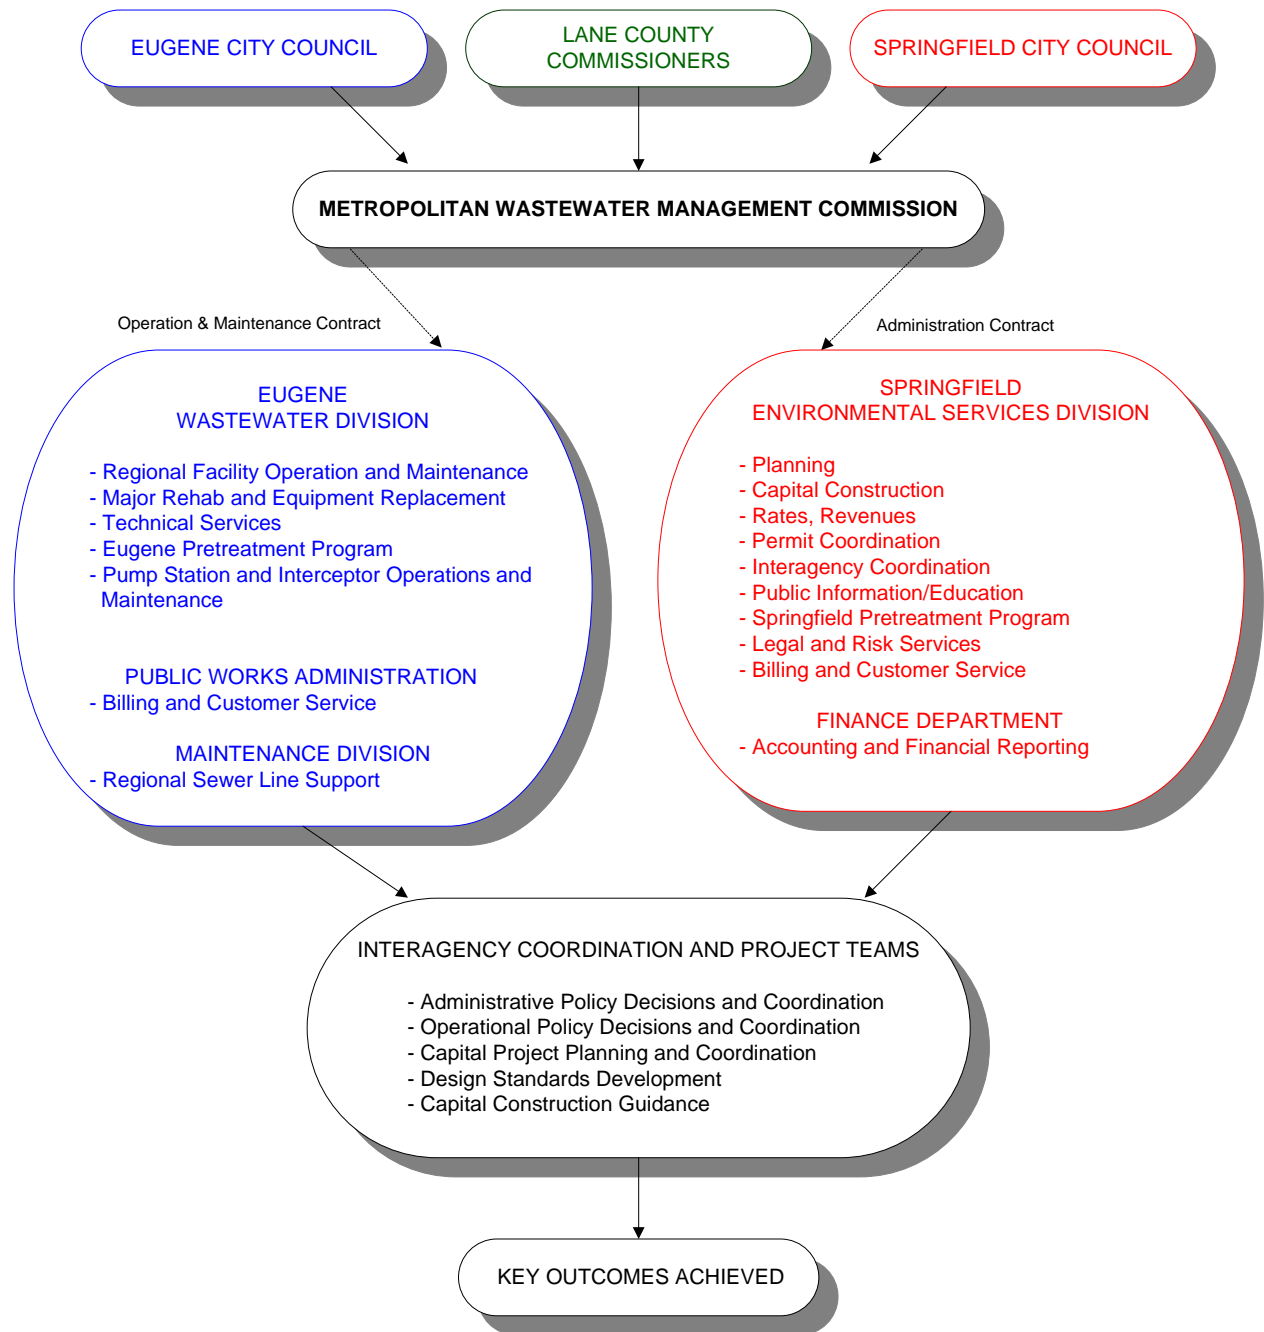 EUGENE CITY COUNCIL
LANE COUNTY
COMMISSIONERS
SPRINGFIELD CITY COUNCIL
METROPOLITAN WASTEWATER MANAGEMENT COMMISSION
Operation & Maintenance Contract
Administration Contract
EUGENE
WASTEWATER DIVISION
- Regional Facility Operation and Maintenance
- Major Rehab and Equipment Replacement
- Technical Services
- Eugene Pretreatment Program
- Pump Station and Interceptor Operations and
Maintenance
PUBLIC WORKS ADMINISTRATION
- Billing and Customer Service
MAINTENANCE DIVISION
- Regional Sewer Line Support
SPRINGFIELD
ENVIRONMENTAL SERVICES DIVISION
- Planning
- Capital Construction
- Rates, Revenues
- Permit Coordination
- Interagency Coordination
- Public Information/Education
- Springfield Pretreatment Program
- Legal and Risk Services
- Billing and Customer Service
FINANCE DEPARTMENT
- Accounting and Financial Reporting
INTERAGENCY COORDINATION AND PROJECT TEAMS
- Administrative Policy Decisions and Coordination
- Operational Policy Decisions and Coordination
- Capital Project Planning and Coordination
- Design Standards Development
- Capital Construction Guidance
KEY OUTCOMES ACHIEVED